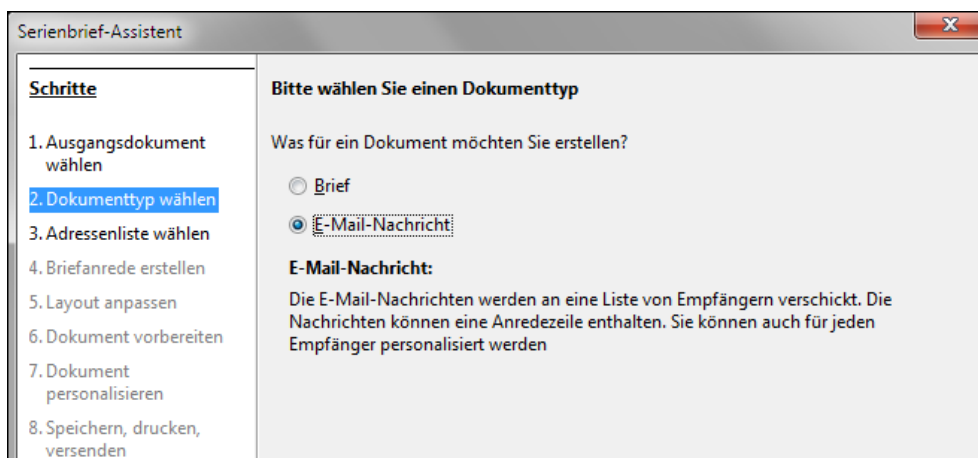 Serienbrief-Assistent
Schritte
1. Ausgangsdokument
wählen
2. Dokumenttyp wählen
3. Adressenliste wählen
4. Briefanrede erstellen
5. Layout anpassen
6. Dokument vorbereiten
7. Dokument
personalisieren
8. Speichern, drucken,
versenden
Bitte wählen Sie einen Dokumenttyp
Was für ein Dokument möchten Sie erstellen?
Brief
E-Mail-Nachricht
E-Mail-Nachricht:
Die E-Mail-Nachrichten werden an eine Liste von Empfängern verschickt. Die
Nachrichten können eine Anredezeile enthalten. Sie können auch für jeden
Empfänger personalisiert werden